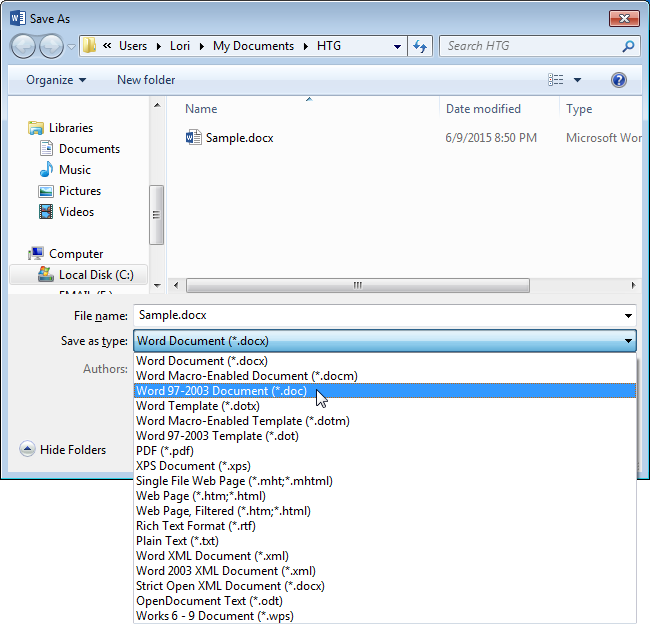 Save As
« Users Lori My Documents HTG
Search HTG
Organize New folder
Name Date modified Type
Libraries
Documents
Music
Pictures
Videos
Computer
Local Disk (C:)
EMAIL (E:)
Sample.docx 6/9/2015 8:50 PM Microsoft Wor
File name: Sample.docx
Save as type: Word Document (*.docx)
Authors:
Hide Folders
Word Document (*.docx)
Word Macro-Enabled Document (*.docm)
Word 97-2003 Document (*.doc)
Word Template (*.dotx)
Word Macro-Enabled Template (*.dotm)
Word 97-2003 Template (*.dot)
PDF (*.pdf)
XPS Document (*.xps)
Single File Web Page (*.mht;*.mhtml)
Web Page (*.htm;*.html)
Web Page, Filtered (*.htm;*.html)
Rich Text Format (*.rtf)
Plain Text (*.txt)
Word XML Document (*.xml)
Word 2003 XML Document (*.xml)
Strict Open XML Document (*.docx)
OpenDocument Text (*.odt)
Works 6 - 9 Document (*.wps)